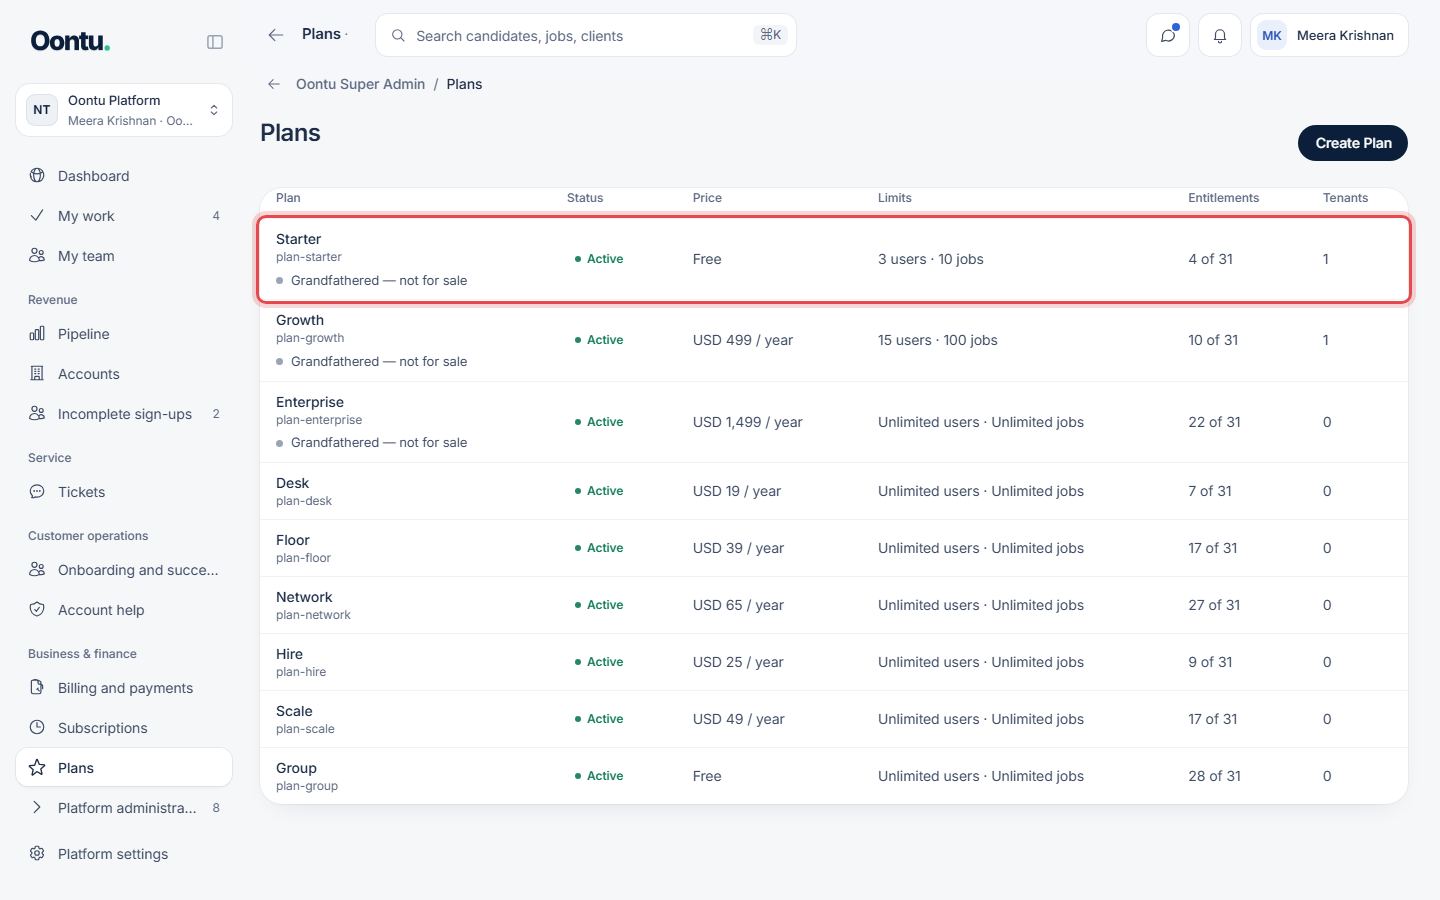 Oontu.
Plans ·
Search candidates, jobs, clients
⌘K
MK
Meera Krishnan
Oontu Super Admin / Plans
NT
Oontu Platform
Meera Krishnan · Oo...
Plans
Create Plan
Dashboard
My work 4
My team
Revenue
Pipeline
Accounts
Incomplete sign-ups 2
Service
Tickets
Customer operations
Onboarding and succe...
Account help
Business & finance
Billing and payments
Subscriptions
Plans
Platform administra... 8
Platform settings
Plan Status Price Limits Entitlements Tenants
Starter
plan-starter
Grandfathered — not for sale
Active Free 3 users · 10 jobs 4 of 31 1
Growth
plan-growth
Grandfathered — not for sale
Active USD 499 / year 15 users · 100 jobs 10 of 31 1
Enterprise
plan-enterprise
Grandfathered — not for sale
Active USD 1,499 / year Unlimited users · Unlimited jobs 22 of 31 0
Desk
plan-desk
Active USD 19 / year Unlimited users · Unlimited jobs 7 of 31 0
Floor
plan-floor
Active USD 39 / year Unlimited users · Unlimited jobs 17 of 31 0
Network
plan-network
Active USD 65 / year Unlimited users · Unlimited jobs 27 of 31 0
Hire
plan-hire
Active USD 25 / year Unlimited users · Unlimited jobs 9 of 31 0
Scale
plan-scale
Active USD 49 / year Unlimited users · Unlimited jobs 17 of 31 0
Group
plan-group
Active Free Unlimited users · Unlimited jobs 28 of 31 0